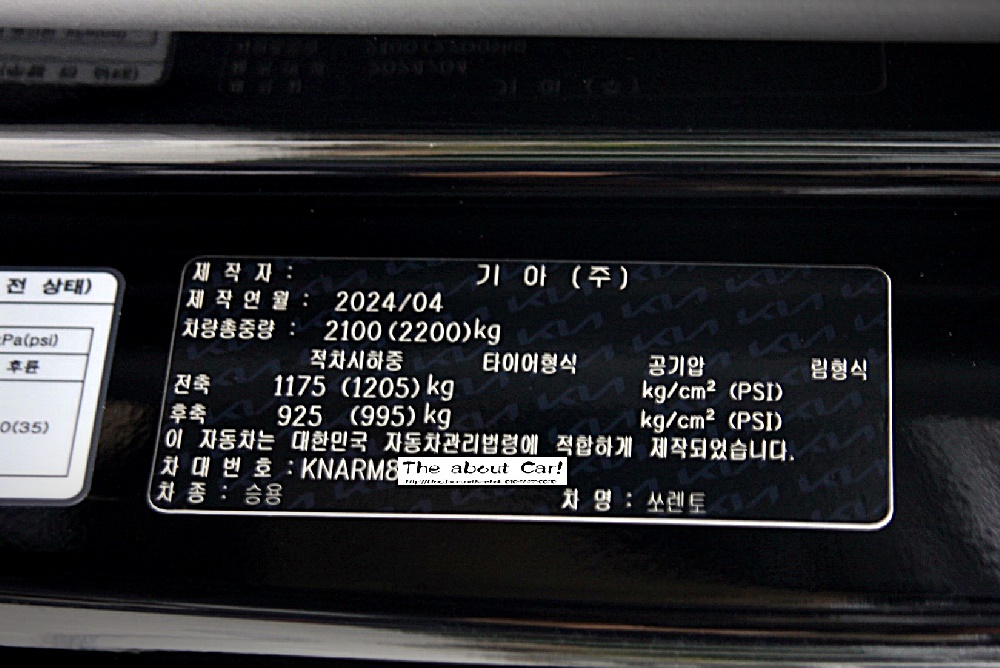 전 상태)
kPa(psi)
후륜
0(35)
제 작 자 : 기 아 (주)
제 작 연 월 : 2024/04
차량총중량 : 2100(2200)kg
적차시하중 타이어형식 공기압 림형식
전축 1175 (1205) kg kg/cm² (PSI)
후축 925 (995) kg kg/cm² (PSI)
이 자동차는 대한민국 자동차관리법령에 적합하게 제작되었습니다.
차 대 번 호 : KNARM8
The about Car!
차 종 : 승용 차 명 : 쏘렌토